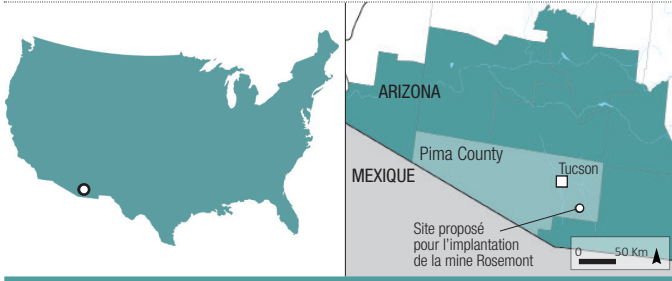 ARIZONA
Pima County
Tucson
MEXIQUE
Site proposé
pour l'implantation
de la mine Rosemont
0 50 Km